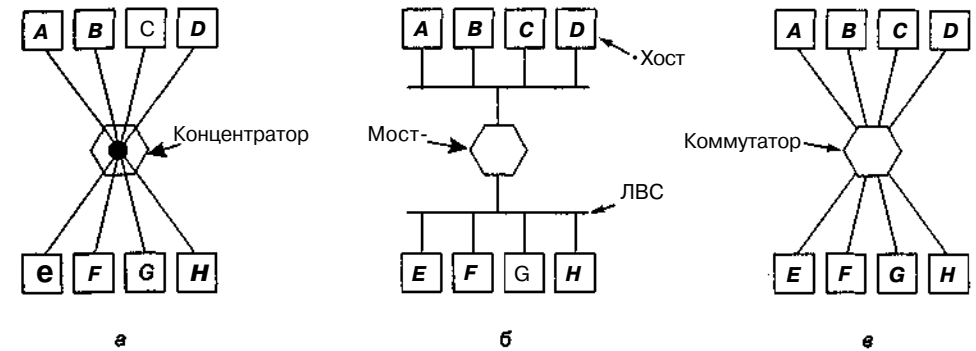 A B C D
Концентратор
e F G H
а
A B C D
•Хост
Мост-
ЛВС
E F G H
б
A B C D
Коммутатор
E F G H
в